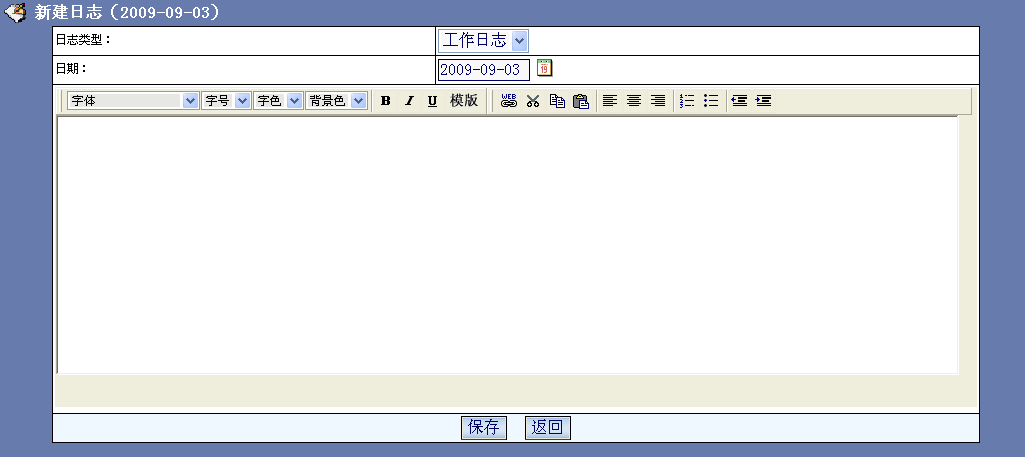 新建日志（2009-09-03）
日志类型： 工作日志
日期： 2009-09-03 19
字体 字号 字色 背景色 B I U 模版 WEB
保存 返回